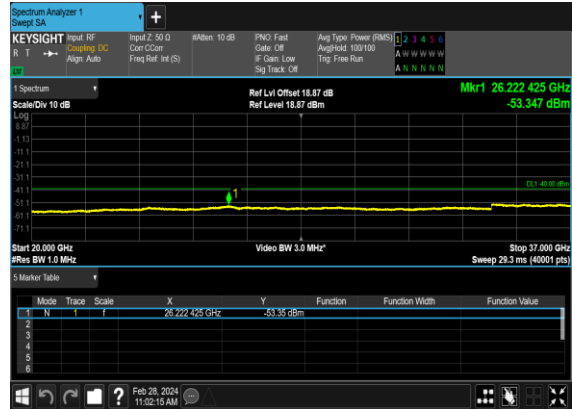 Spectrum Analyzer 1
Swept SA
KEYSIGHT Input: RF Input Z: 50 Ω #Atten: 10 dB PNO: Fast Avg Type: Power (RMS) 1 2 3 4 5 6
R T Coupling: DC Corr CCorr Gate: Off Avg|Hold: 100/100 A W W W W W
Align: Auto Freq Ref: Int (S) IF Gain: Low Trig: Free Run
Sig Track: Off A N N N N N
1 Spectrum Ref Lvl Offset 18.87 dB Mkr1 26.222 425 GHz
Scale/Div 10 dB Ref Level 18.87 dBm -53.347 dBm
Log
8.87
-1.13
-11.1
-21.1
-31.1
DL1 -40.00 dBm
-41.1
1
-51.1
-61.1
-71.1
Start 20.000 GHz Video BW 3.0 MHz* Stop 37.000 GHz
#Res BW 1.0 MHz Sweep 29.3 ms (40001 pts)
5 Marker Table
Mode Trace Scale X Y Function Function Width Function Value
1 N 1 f 26.222 425 GHz -53.35 dBm
2
3
4
5
6
? Feb 28, 2024
11:02:15 AM